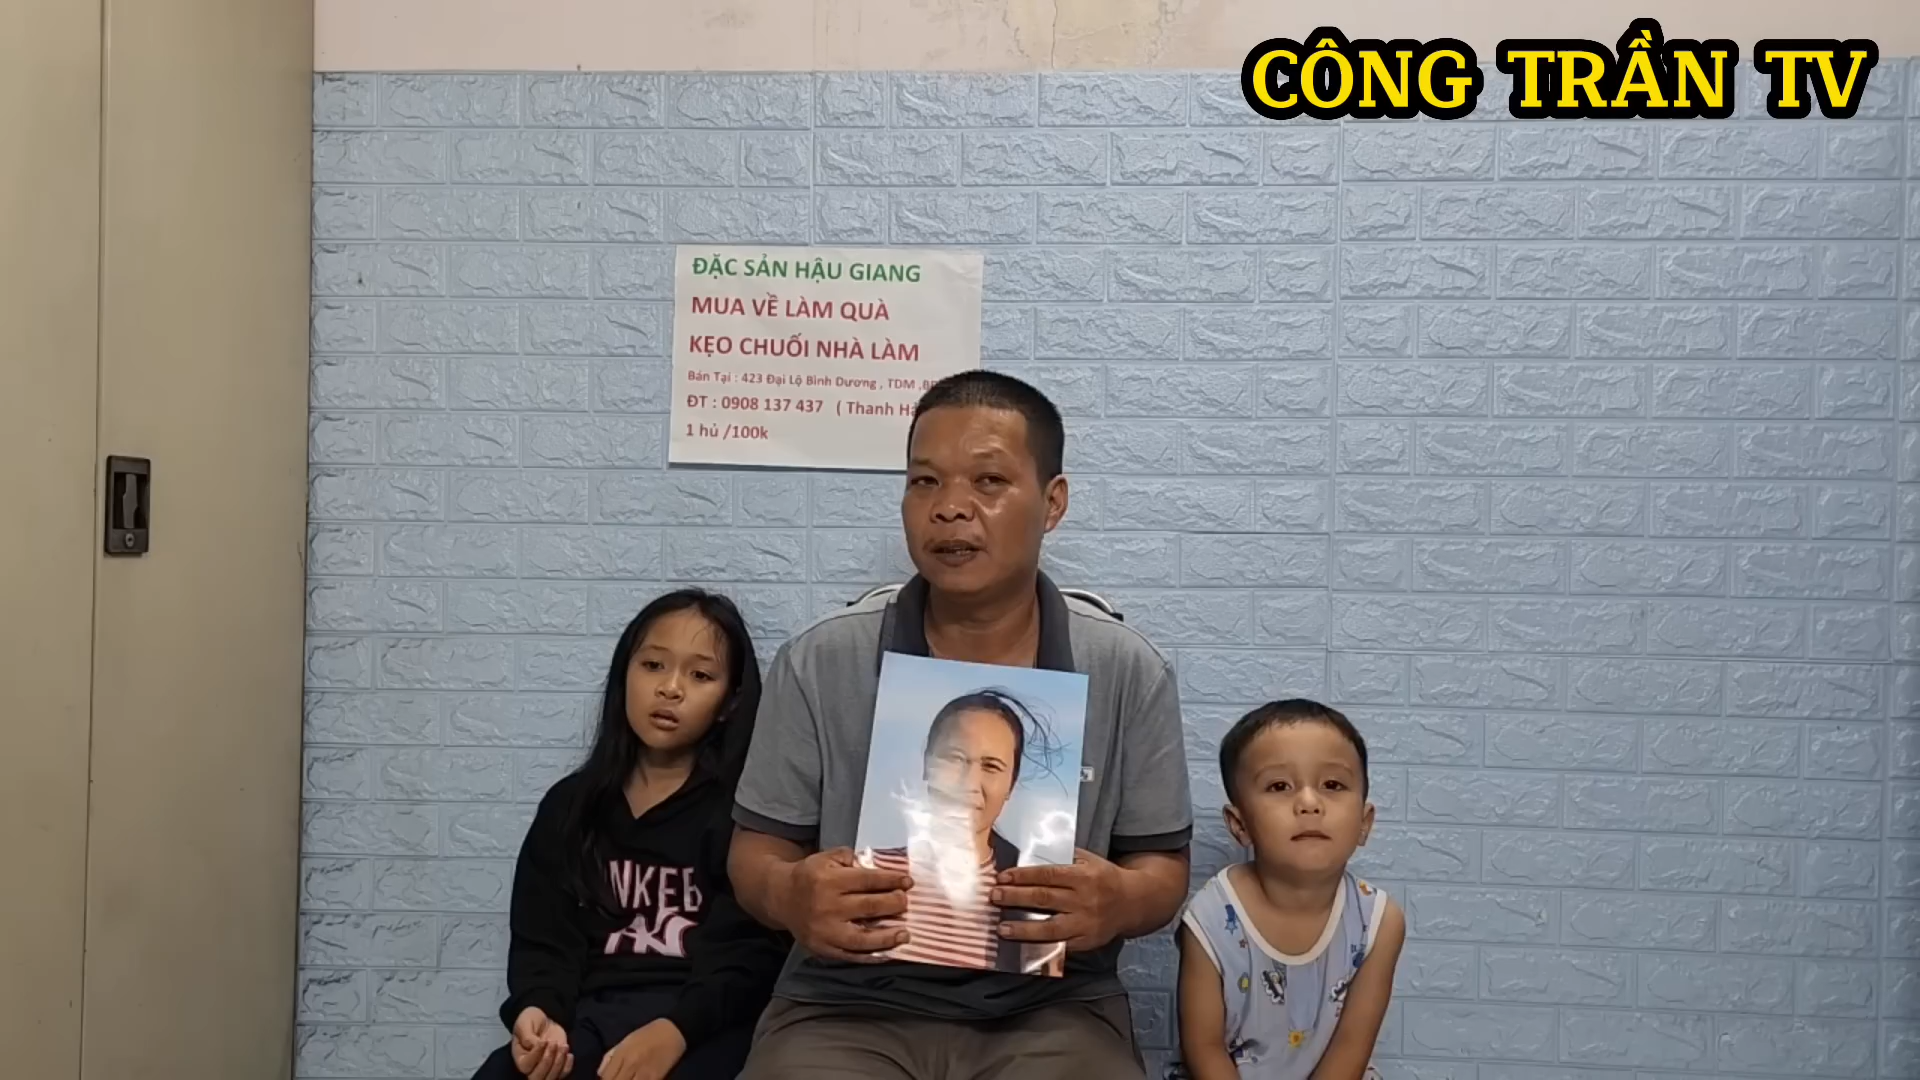 CÔNG TRẦN TV
ĐẶC SẢN HẬU GIANG
MUA VỀ LÀM QUÀ
KẸO CHUỐI NHÀ LÀM
Bán Tại : 423 Đại Lộ Bình Dương , TDM
ĐT : 0908 137 437 ( Thanh
1 hủ /100k
NKEE